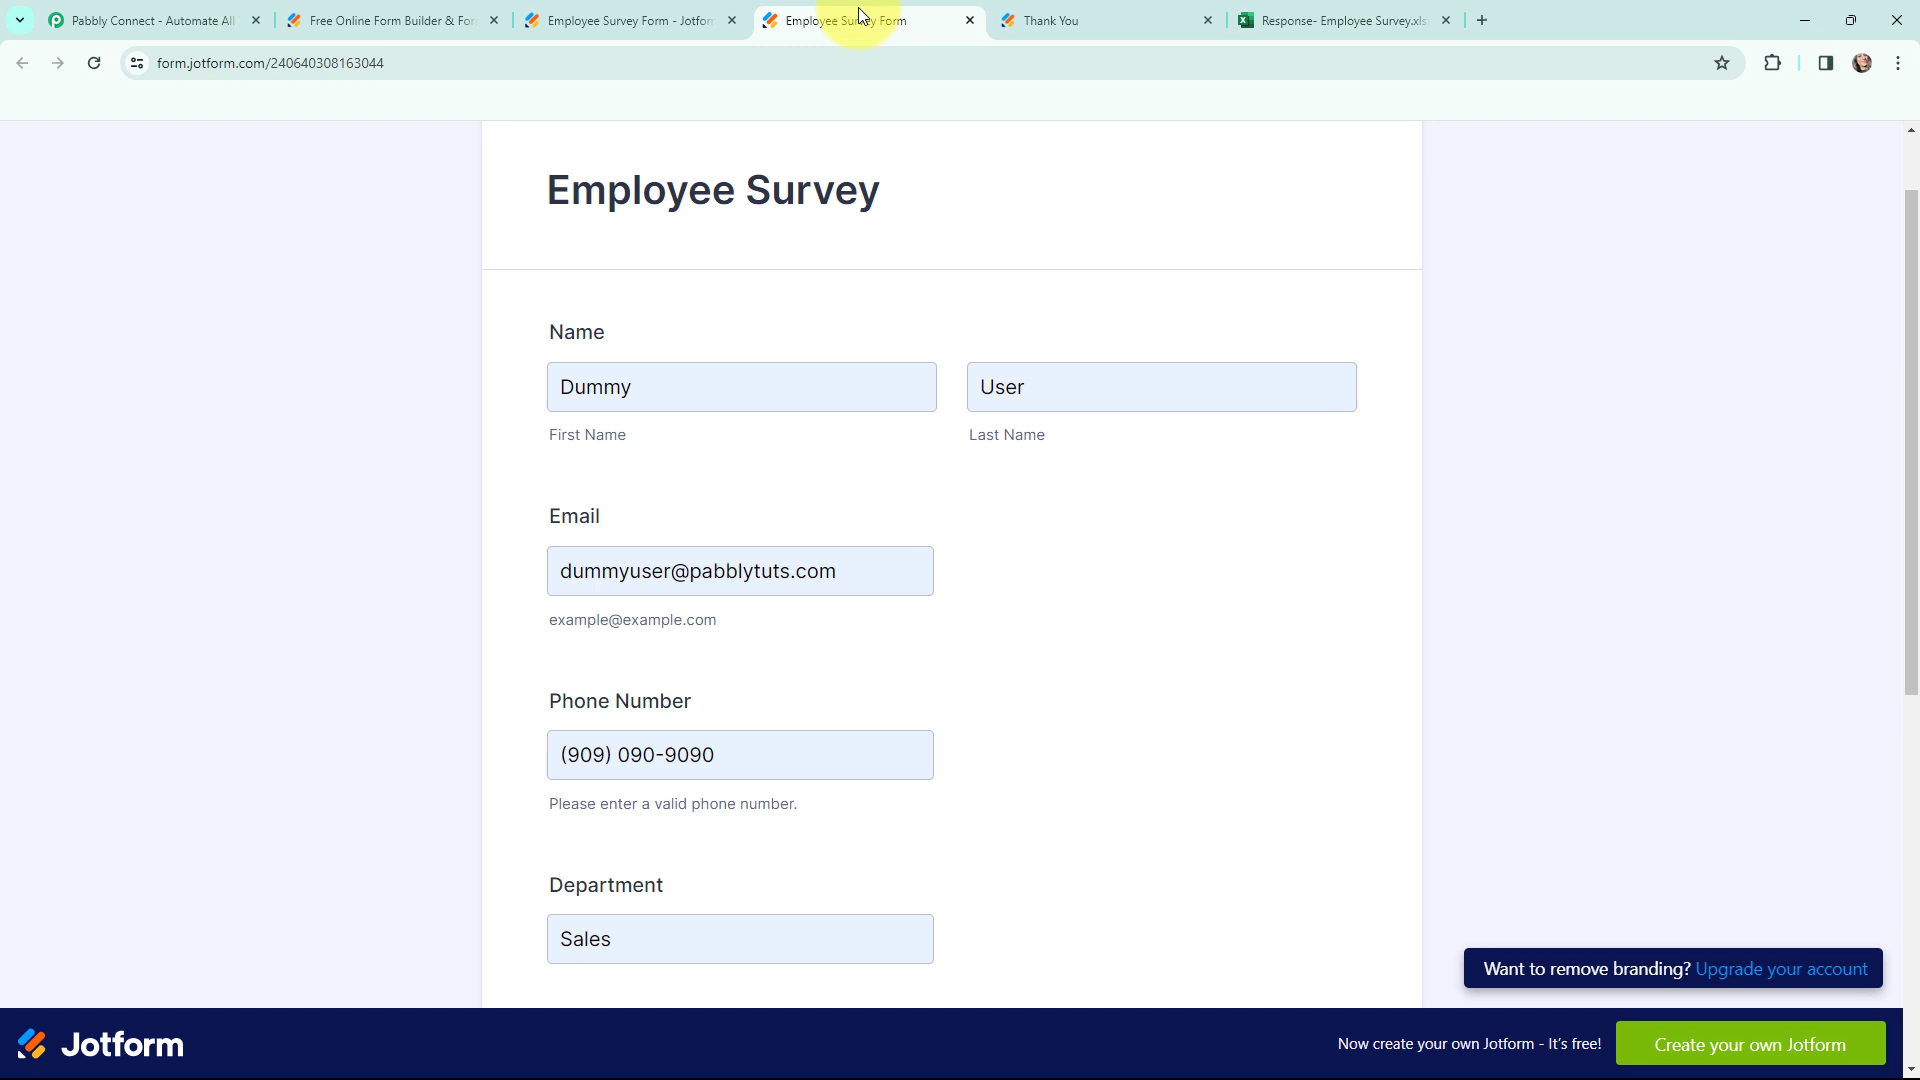 Pabbly Connect - Automate All
Free Online Form Builder & For
Employee Survey Form - Jotform
Employee Survey Form
Thank You
Response- Employee Survey.xls
form.jotform.com/240640308163044
Employee Survey
Name
Dummy
User
First Name
Last Name
Email
dummyuser@pabblytuts.com
example@example.com
Phone Number
(909) 090-9090
Please enter a valid phone number.
Department
Sales
Want to remove branding? Upgrade your account
Jotform
Now create your own Jotform - It's free!
Create your own Jotform